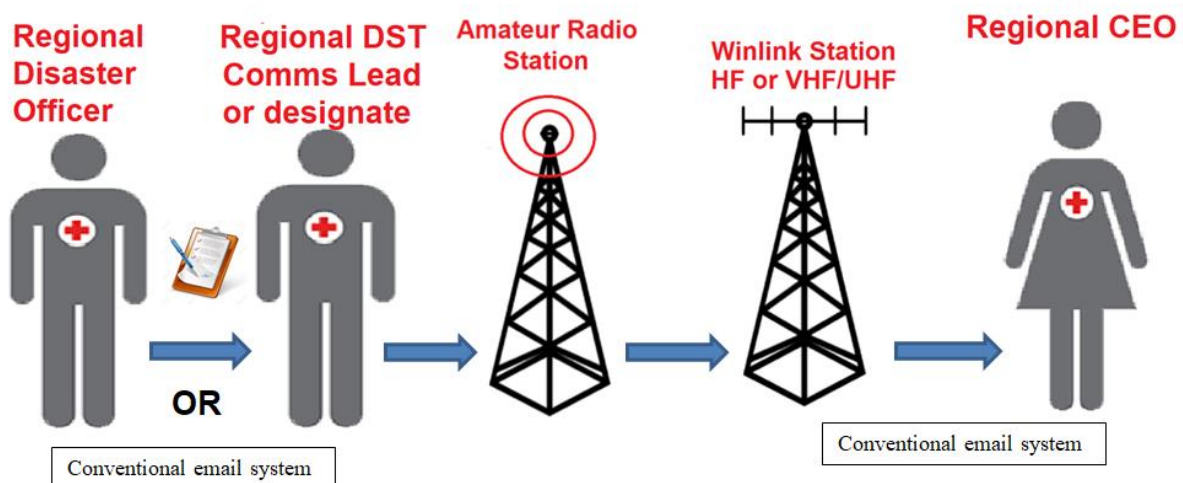 Regional
Disaster
Officer
Regional DST
Comms Lead
or designate
Amateur Radio
Station
Winlink Station
HF or VHF/UHF
Regional CEO
OR
Conventional email system
Conventional email system